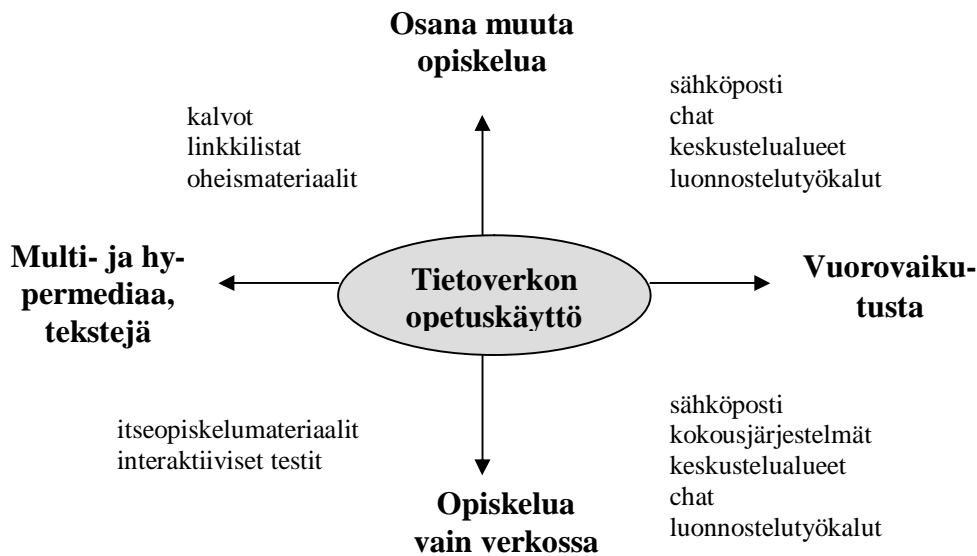 Osana muuta
opiskelua
kalvot
linkkilistat
oheismateriaalit
sähköposti
chat
keskustelualueet
luonnostelutyökalut
Multi- ja hy-
permediaa,
tekstejä
Tietoverkon
opetuskäyttö
Vuorovaiku-
tusta
itseopiskelumateriaalit
interaktiiviset testit
sähköposti
kokousjärjestelmät
keskustelualueet
chat
luonnostelutyökalut
Opiskelua
vain verkossa